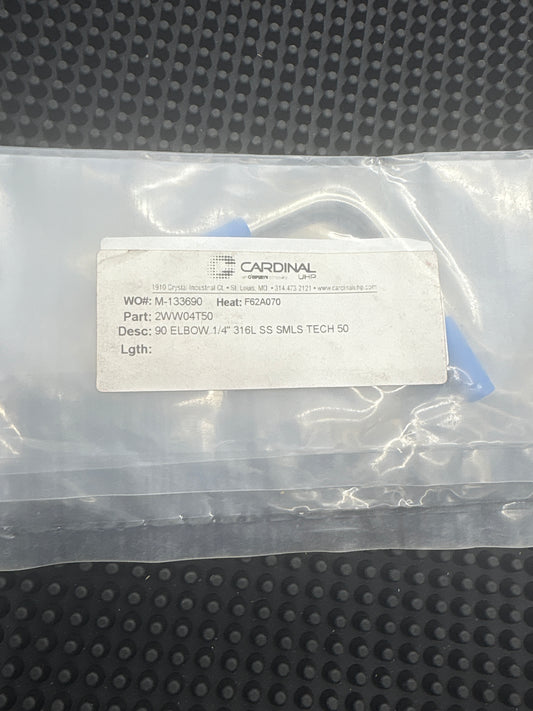 CARDINAL
UHP
1910 Crystal Industrial Ct. • St. Louis, MO • 314.473.2121 • www.cardinaluhp.com
WO#: M-133690 Heat: F62A070
Part: 2WW04T50
Desc: 90 ELBOW 1/4" 316L SS SMLS TECH 50
Lgth: